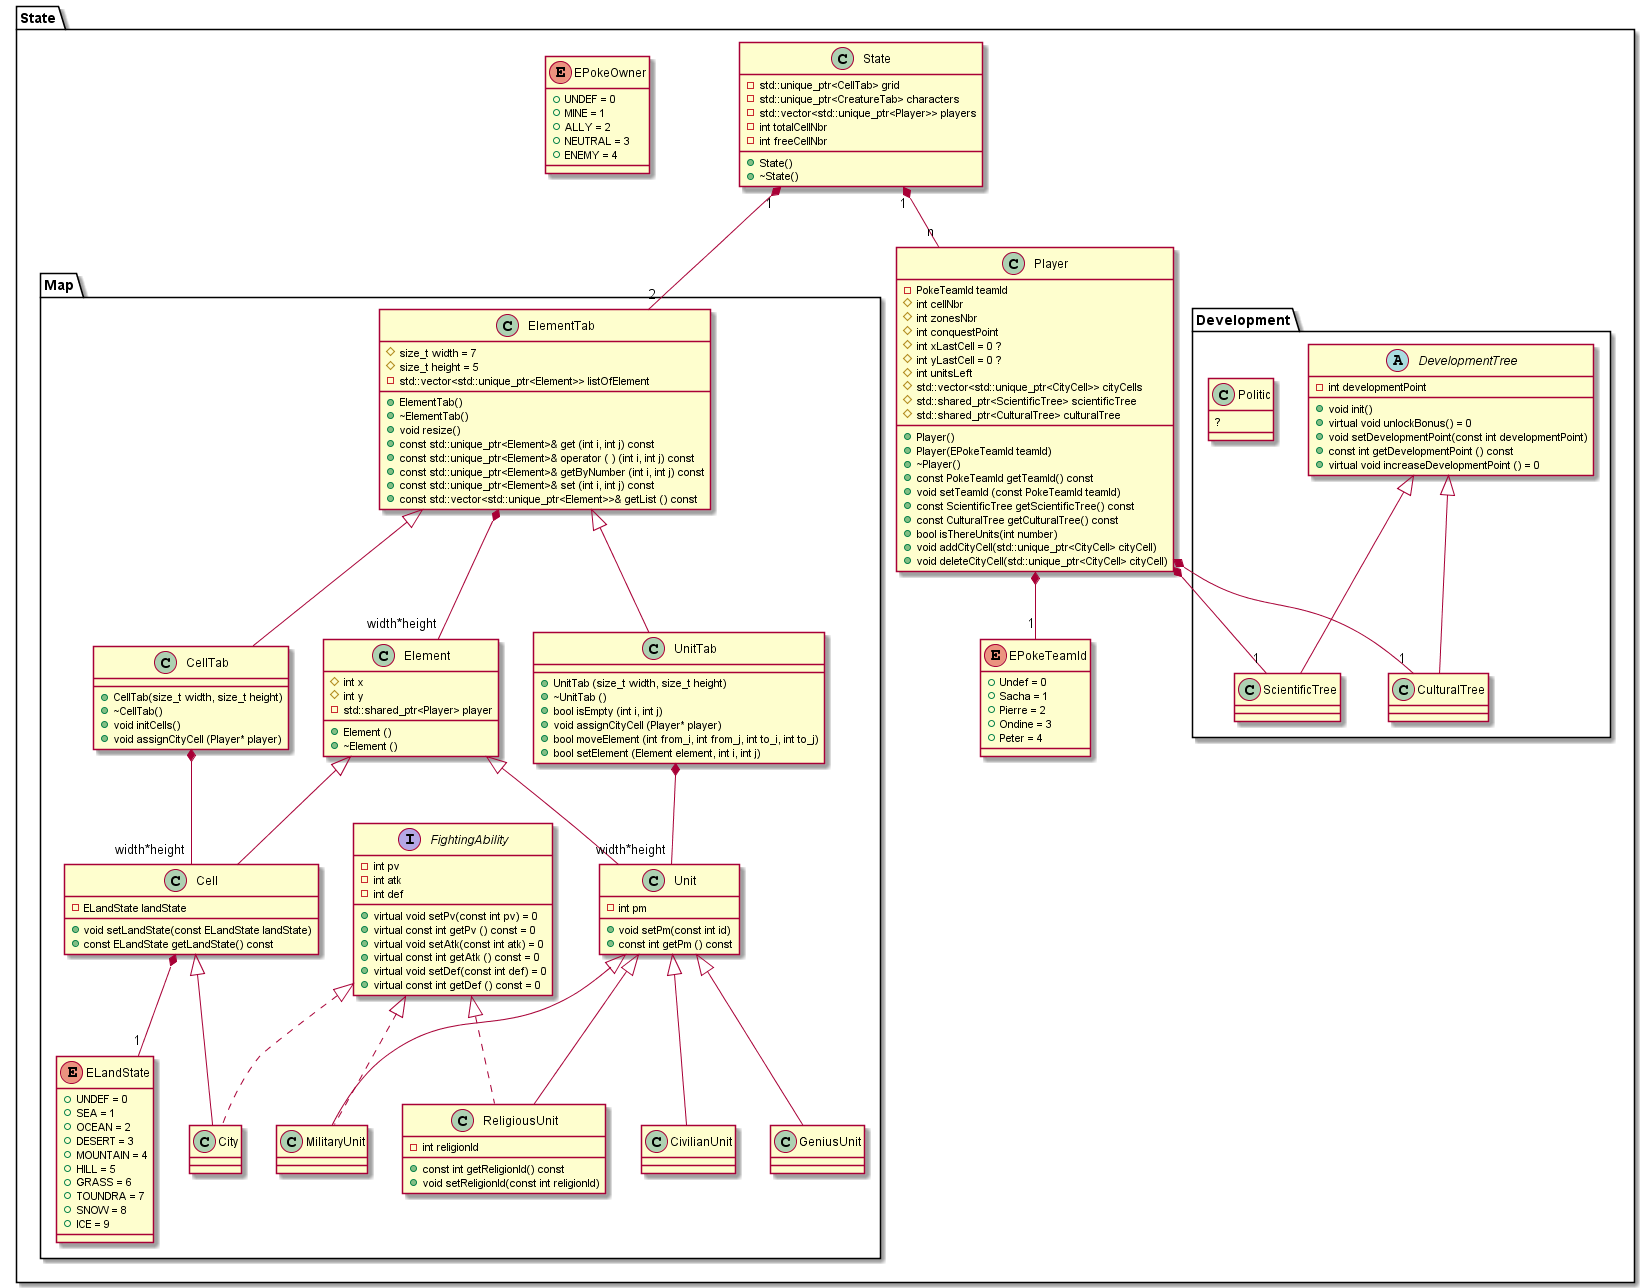 State
EPokeOwner
UNDEF = 0
MINE = 1
ALLY = 2
NEUTRAL = 3
ENEMY = 4
State
std::unique_ptr<CellTab> grid
std::unique_ptr<CreatureTab> characters
std::vector<std::unique_ptr<Player>> players
int totalCellNbr
int freeCellNbr
State()
~State()
1
1
n
2
Player
PokeTeamId teamId
int cellNbr
int zonesNbr
int conquestPoint
int xLastCell = 0 ?
int yLastCell = 0 ?
int unitsLeft
std::vector<std::unique_ptr<CityCell>> cityCells
std::shared_ptr<ScientificTree> scientificTree
std::shared_ptr<CulturalTree> culturalTree
Player()
Player(EPokeTeamId teamId)
~Player()
const PokeTeamId getTeamId() const
void setTeamId (const PokeTeamId teamId)
const ScientificTree getScientificTree() const
const CulturalTree getCulturalTree() const
bool isThereUnits(int number)
void addCityCell(std::unique_ptr<CityCell> cityCell)
void deleteCityCell(std::unique_ptr<CityCell> cityCell)
Development
Politic
?
DevelopmentTree
int developmentPoint
void init()
virtual void unlockBonus() = 0
void setDevelopmentPoint(const int developmentPoint)
const int getDevelopmentPoint () const
virtual void increaseDevelopmentPoint () = 0
1
1
ScientificTree
CulturalTree
1
EPokeTeamId
Undef = 0
Sacha = 1
Pierre = 2
Ondine = 3
Peter = 4
Map
ElementTab
size_t width = 7
size_t height = 5
std::vector<std::unique_ptr<Element>> listOfElement
ElementTab()
~ElementTab()
void resize()
const std::unique_ptr<Element>& get (int i, int j) const
const std::unique_ptr<Element>& operator ( ) (int i, int j) const
const std::unique_ptr<Element>& getByNumber (int i, int j) const
const std::unique_ptr<Element>& set (int i, int j) const
const std::vector<std::unique_ptr<Element>>& getList () const
width*height
CellTab
CellTab(size_t width, size_t height)
~CellTab()
void initCells()
void assignCityCell (Player* player)
Element
int x
int y
std::shared_ptr<Player> player
Element ()
~Element ()
UnitTab
UnitTab (size_t width, size_t height)
~UnitTab ()
bool isEmpty (int i, int j)
void assignCityCell (Player* player)
bool moveElement (int from_i, int from_j, int to_i, int to_j)
bool setElement (Element element, int i, int j)
width*height
width*height
Cell
ELandState landState
void setLandState(const ELandState landState)
const ELandState getLandState() const
FightingAbility
int pv
int atk
int def
virtual void setPv(const int pv) = 0
virtual const int getPv () const = 0
virtual void setAtk(const int atk) = 0
virtual const int getAtk () const = 0
virtual void setDef(const int def) = 0
virtual const int getDef () const = 0
Unit
int pm
void setPm(const int id)
const int getPm () const
1
ELandState
UNDEF = 0
SEA = 1
OCEAN = 2
DESERT = 3
MOUNTAIN = 4
HILL = 5
GRASS = 6
TOUNDRA = 7
SNOW = 8
ICE = 9
City
MilitaryUnit
ReligiousUnit
int religionId
const int getReligionId() const
void setReligionId(const int religionId)
CivilianUnit
GeniusUnit